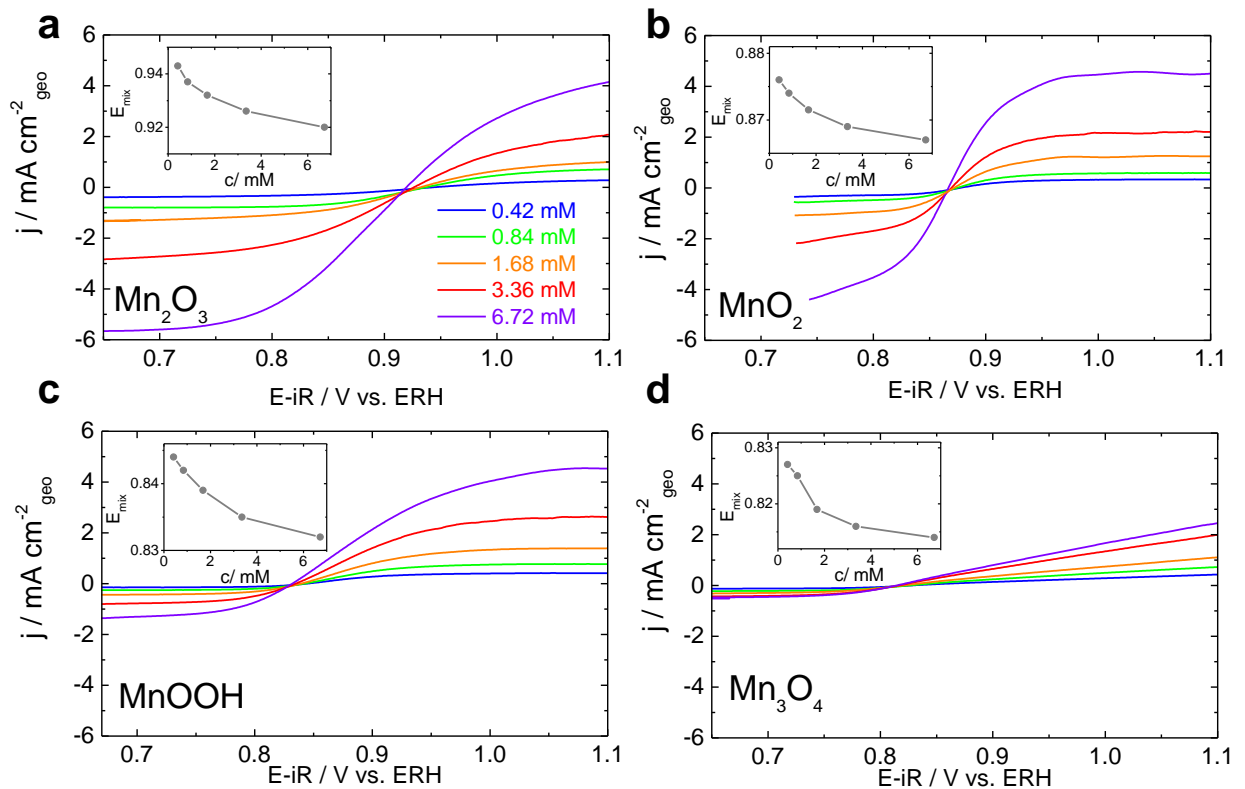 a
j / mA cm⁻²geo
6
4
2
0
-2
-4
-6
0.94
0.92
Emix
0 2 4 6
c/ mM
0.42 mM
0.84 mM
1.68 mM
3.36 mM
6.72 mM
Mn₂O₃
0.7 0.8 0.9 1.0 1.1
E-iR / V vs. ERH
b
j / mA cm⁻²geo
6
4
2
0
-2
-4
-6
0.88
0.87
Emix
0 2 4 6
c/ mM
MnO₂
0.6 0.7 0.8 0.9 1.0 1.1
E-iR / V vs. ERH
c
j / mA cm⁻²geo
6
4
2
0
-2
-4
-6
0.84
0.83
Emix
0 2 4 6
c/ mM
MnOOH
0.7 0.8 0.9 1.0 1.1
E-iR / V vs. ERH
d
j / mA cm⁻²geo
6
4
2
0
-2
-4
-6
0.83
0.82
Emix
0 2 4 6
c/ mM
Mn₃O₄
0.7 0.8 0.9 1.0 1.1
E-iR / V vs. ERH